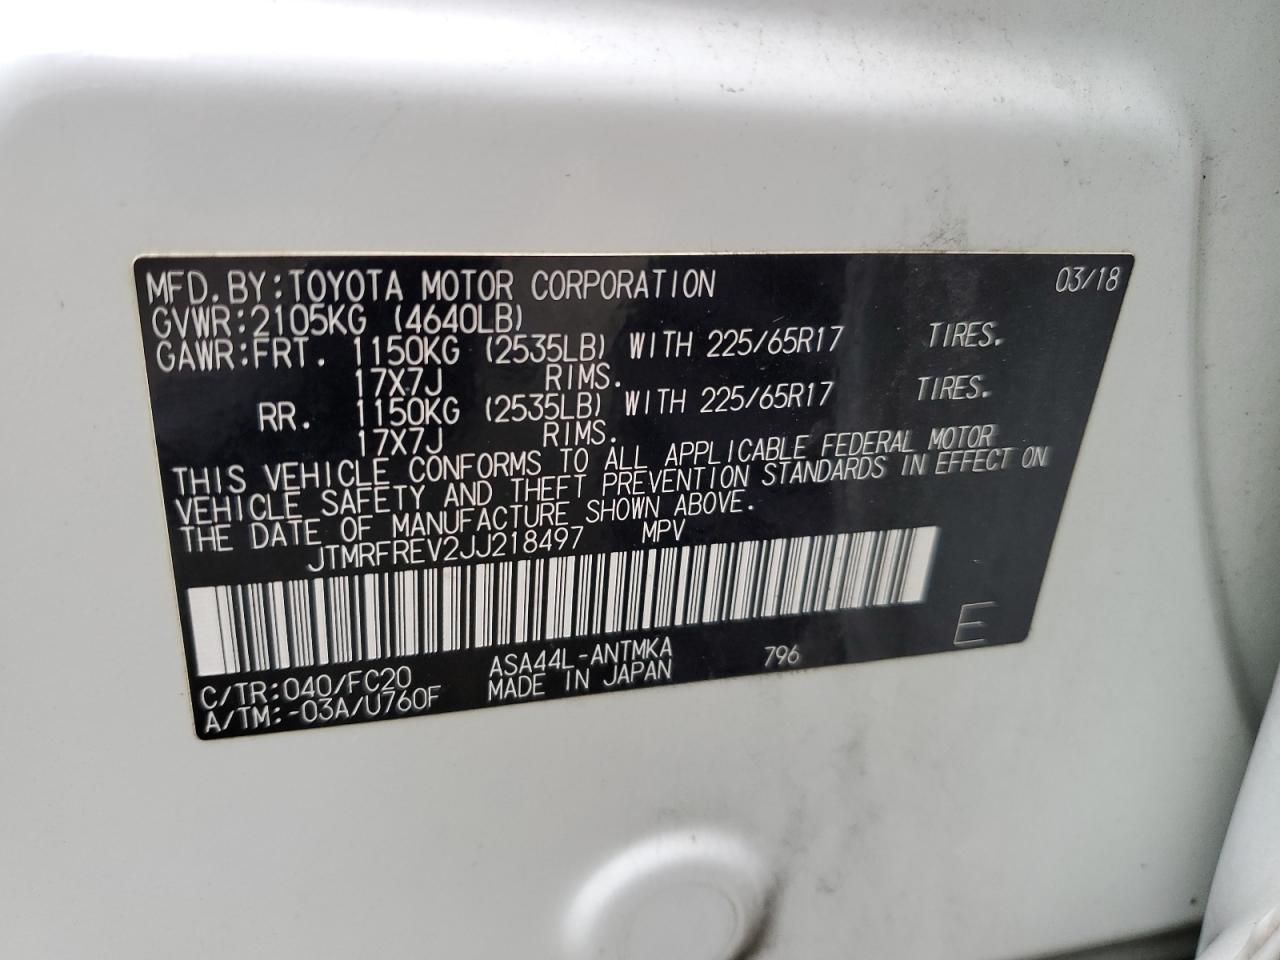 MFD. BY: TOYOTA MOTOR CORPORATION 03/18
GVWR: 2105KG (4640LB)
GAWR: FRT. 1150KG (2535LB) WITH 225/65R17 TIRES.
17X7J RIMS.
RR. 1150KG (2535LB) WITH 225/65R17 TIRES.
17X7J RIMS.
THIS VEHICLE CONFORMS TO ALL APPLICABLE FEDERAL MOTOR
VEHICLE SAFETY AND THEFT PREVENTION STANDARDS IN EFFECT ON
THE DATE OF MANUFACTURE SHOWN ABOVE.
JTMRFREV2JJ218497 MPV
C/TR: 040/FC20 ASA44L-ANTMKA 796 E
A/TM: -03A/U760F MADE IN JAPAN